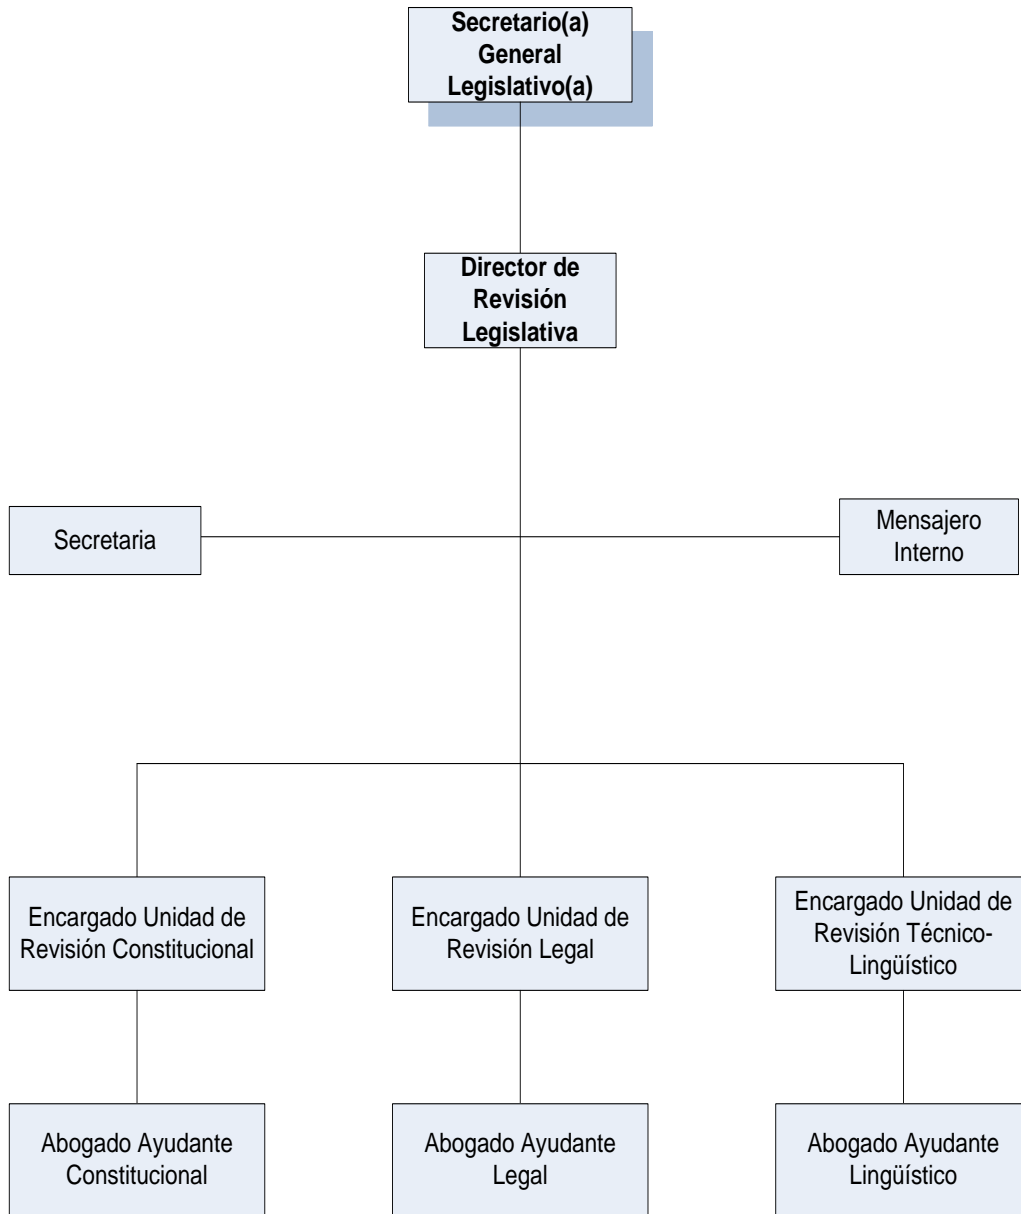 Secretario(a)
General
Legislativo(a)
Director de
Revisión
Legislativa
Secretaria
Mensajero
Interno
Encargado Unidad de
Revisión Constitucional
Encargado Unidad de
Revisión Legal
Encargado Unidad de
Revisión Técnico-
Lingüístico
Abogado Ayudante
Constitucional
Abogado Ayudante
Legal
Abogado Ayudante
Lingüístico